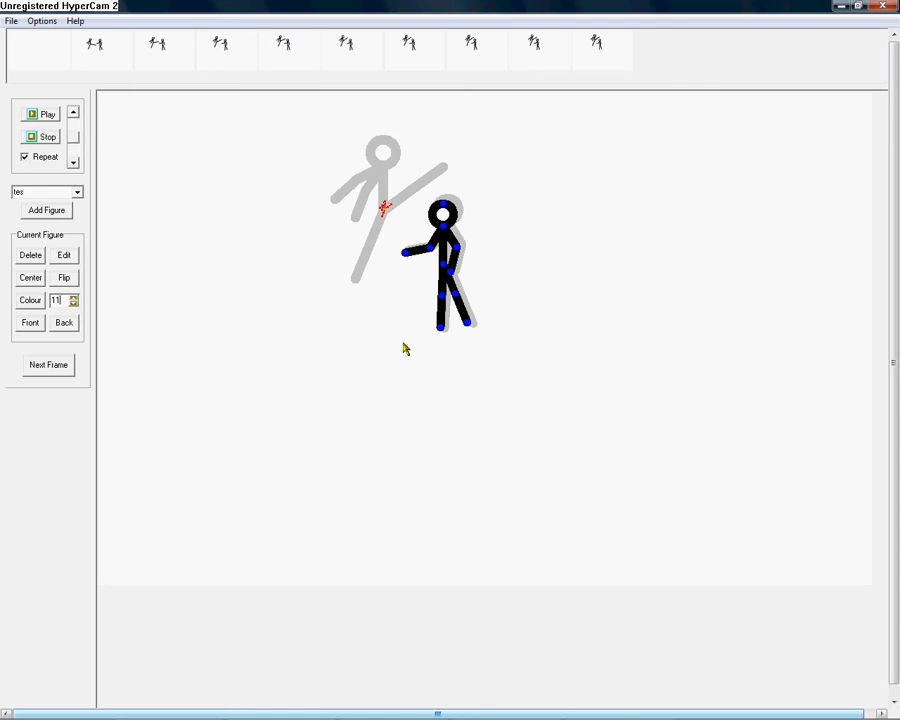 Unregistered HyperCam 2
File Options Help
Play
Stop
Repeat
tes
Add Figure
Current Figure
Delete Edit
Center Flip
Colour 11
Front Back
Next Frame